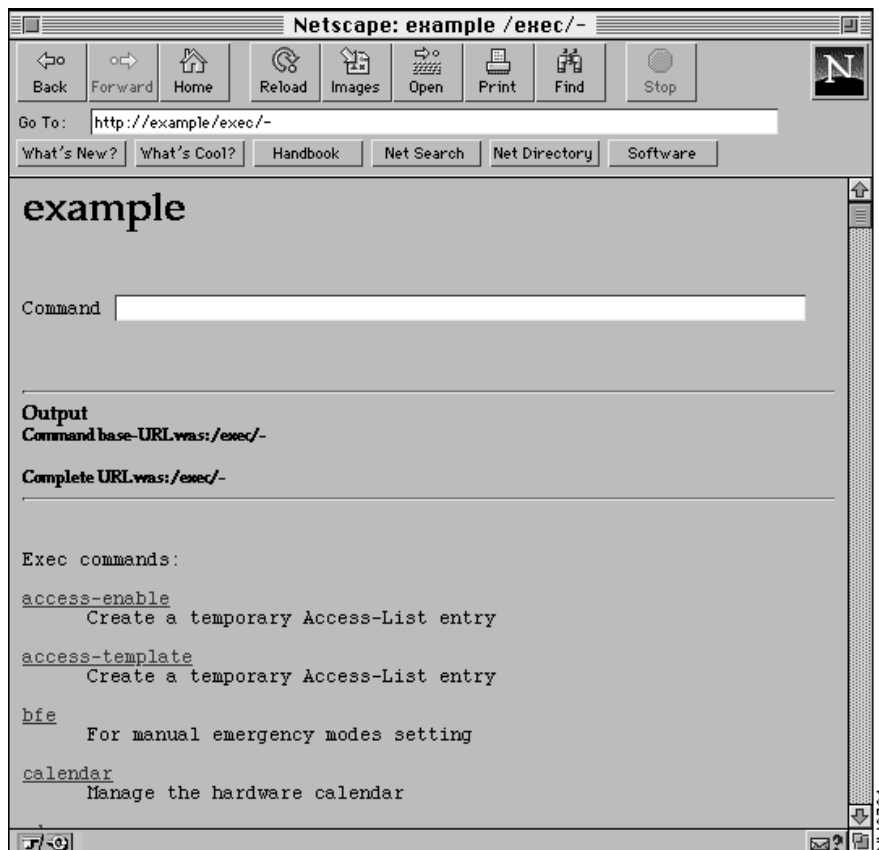 Netscape: example /exec/-
Back Forward Home Reload Images Open Print Find Stop
N
Go To: http://example/exec/-
What's New? What's Cool? Handbook Net Search Net Directory Software
example
Command
Output
Command base-URL was: /exec/-
Complete URL was: /exec/-
Exec commands:
access-enable
Create a temporary Access-List entry
access-template
Create a temporary Access-List entry
bfe
For manual emergency modes setting
calendar
Manage the hardware calendar